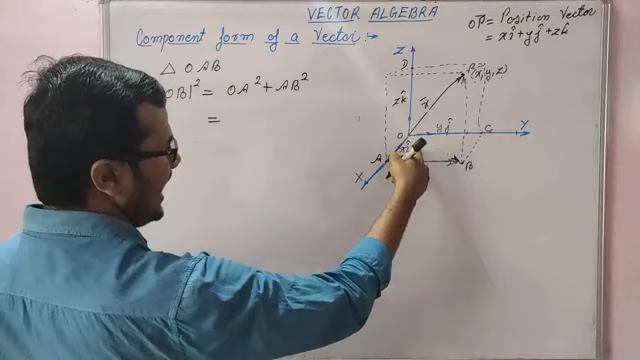 VECTOR ALGEBRA
OP = Position Vector
= xî + yĵ + zk̂
Component form of a Vector :→
△ OAB
OB|² = OA² + AB²
=
Z
D
P (x, y, z)
zk̂
r
O
yĵ
C
Y
xî
A
B
X